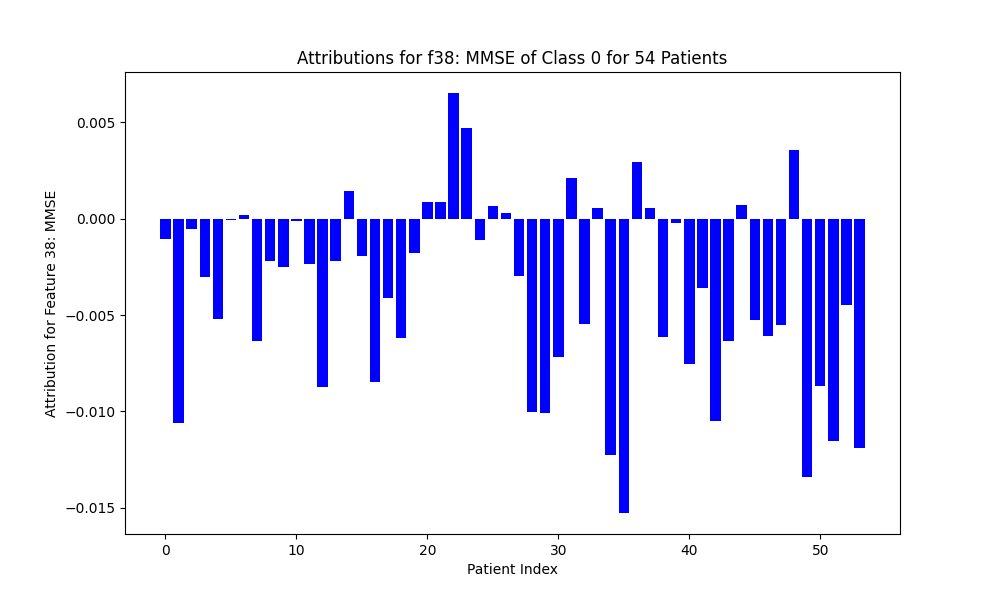 Attributions for f38: MMSE of Class 0 for 54 Patients
Attribution for Feature 38: MMSE
0.005
0.000
−0.005
−0.010
−0.015
0 10 20 30 40 50
Patient Index